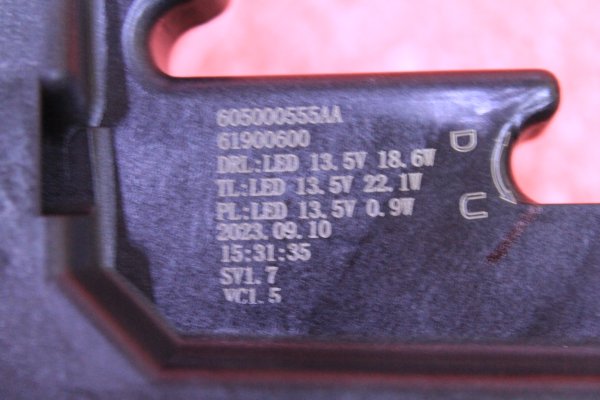 605000555AA
61900600
DRL:LED 13.5V 18.6W
TL:LED 13.5V 22.1W
PL:LED 13.5V 0.9W
2023.09.10
15:31:35
SV1.7
VC1.5
D
U